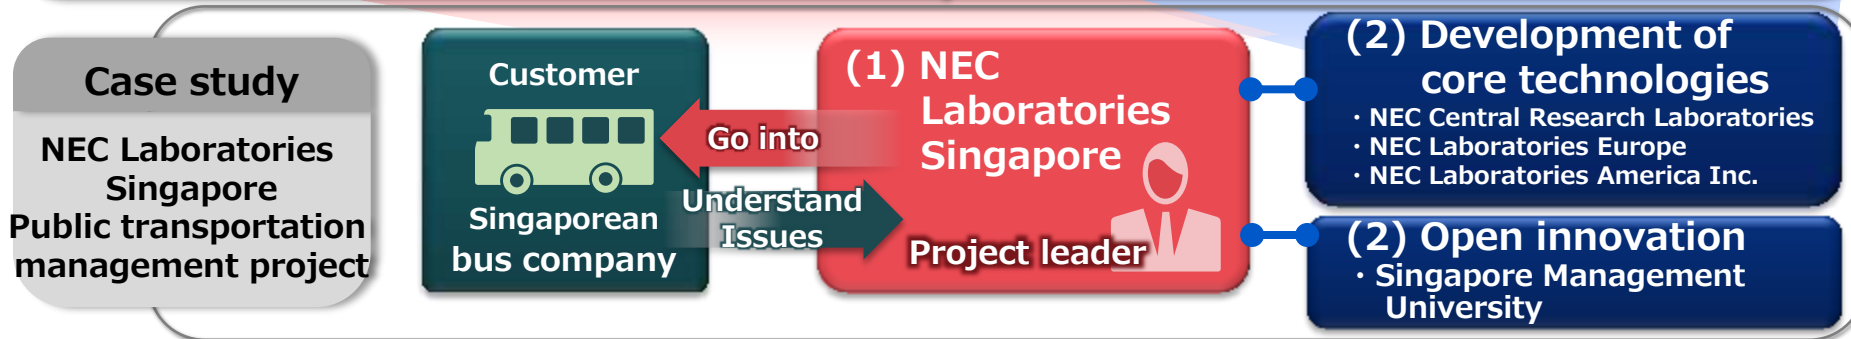 Case study
NEC Laboratories
Singapore
Public transportation
management project
Customer
Singaporean
bus company
Go into
Understand
Issues
(1) NEC
Laboratories
Singapore
Project leader
(2) Development of
core technologies
・NEC Central Research Laboratories
・NEC Laboratories Europe
・NEC Laboratories America Inc.
(2) Open innovation
・Singapore Management
University